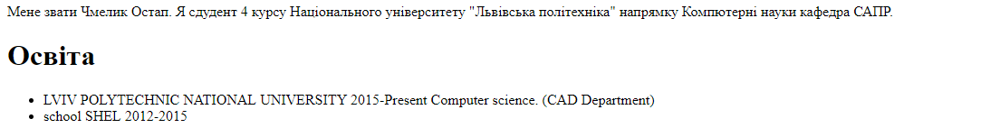 Мене звати Чмелик Остап. Я сдудент 4 курсу Національного університету "Львівська політехніка" напрямку Компютерні науки кафедра САПР.
Освіта
• LVIV POLYTECHNIC NATIONAL UNIVERSITY 2015-Present Computer science. (CAD Department)
• school SHEL 2012-2015